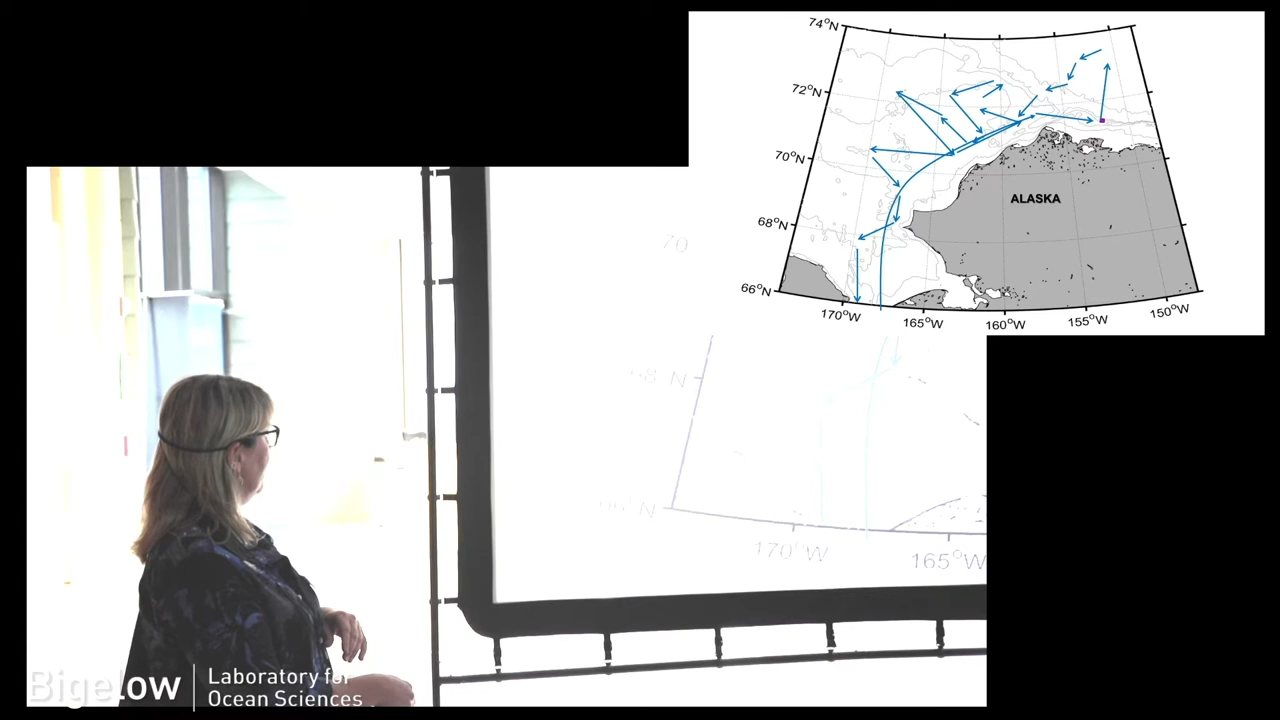 74°N
72°N
70°N
68°N
66°N
ALASKA
170°W
165°W
160°W
155°W
150°W
70
68 N
170°W
165°W
Bigelow
Laboratory for
Ocean Sciences